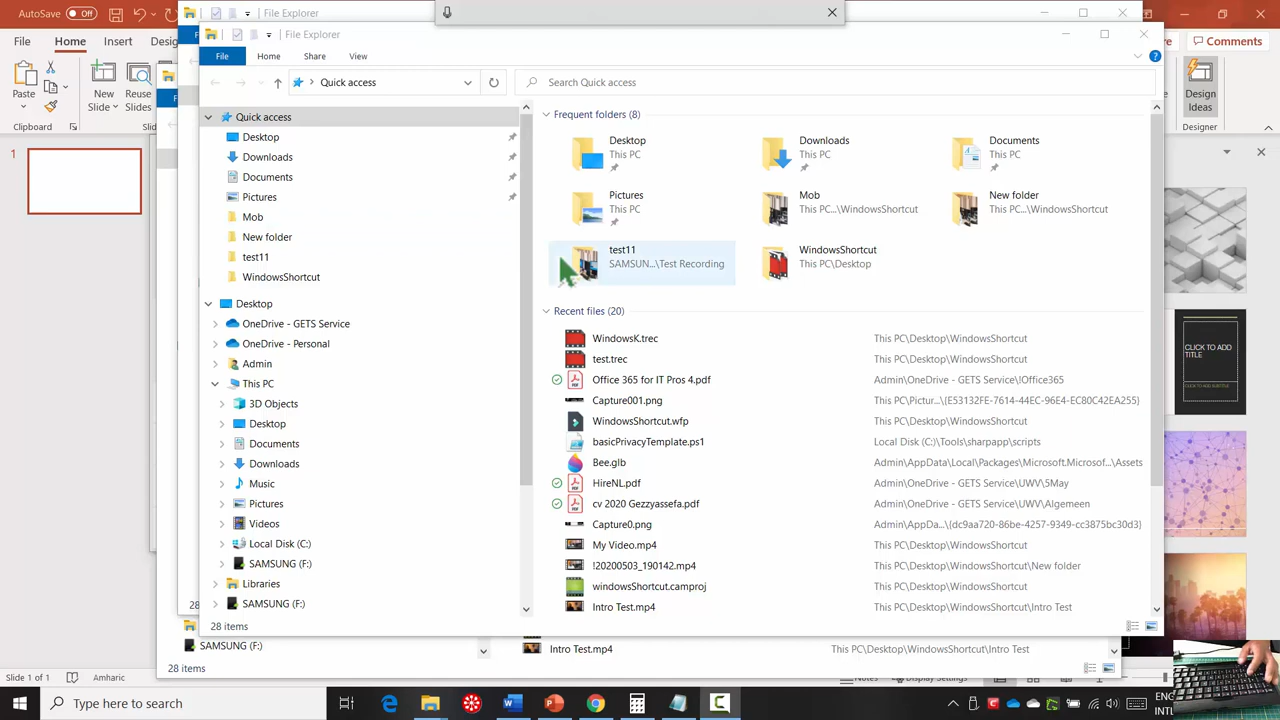 AutoSave Off
File Explorer
File Home Insert
Comments
Paste
New Slide
Reuse Slides
Clipboard
Design Ideas
Designer
File Explorer
File Home Share View
Quick access
Search Quick access
Quick access
Desktop
Downloads
Documents
Pictures
Mob
New folder
test11
WindowsShortcut
Desktop
OneDrive - GETS Service
OneDrive - Personal
Admin
This PC
3D Objects
Desktop
Documents
Downloads
Music
Pictures
Videos
Local Disk (C:)
SAMSUNG (F:)
Libraries
SAMSUNG (F:)
28 items
Frequent folders (8)
Desktop
This PC
Downloads
This PC
Documents
This PC
Pictures
This PC
Mob
This PC...\WindowsShortcut
New folder
This PC...\WindowsShortcut
test11
SAMSUN...\Test Recording
WindowsShortcut
This PC\Desktop
Recent files (20)
WindowsK.trec This PC\Desktop\WindowsShortcut
test.trec This PC\Desktop\WindowsShortcut
Office 365 for IT Pros 4.pdf Admin\OneDrive - GETS Service\!Office365
Capture001.png This PC\Pictur...\{E53132FE-7614-44EC-96E4-EC80C42EA255}
WindowsShortcut.wfp This PC\Desktop\WindowsShortcut
basicPrivacyTemplate.ps1 Local Disk (C:)\Tools\sharpapp\scripts
Bee.glb Admin\AppData\Local\Packages\Microsoft.Microsof...\Assets
HireNL.pdf Admin\OneDrive - GETS Service\UWV\5May
cv 2020 Gezzyassefa.pdf Admin\OneDrive - GETS Service\UWV\Algemeen
Capture0.png Admin\AppDa...\{dc9aa720-86be-4257-9349-cc3875bc30d3}
My Video.mp4 This PC\Desktop\WindowsShortcut
!20200503_190142.mp4 This PC\Desktop\WindowsShortcut\New folder
windowsShortcut.camproj This PC\Desktop\WindowsShortcut
Intro Test.mp4 This PC\Desktop\WindowsShortcut\Intro Test
CLICK TO ADD TITLE
CLICK TO ADD SUBTITLE
1
28
SAMSUNG (F:)
Intro Test.mp4 This PC\Desktop\WindowsShortcut\Intro Test
28 items
Slide 1 of 1 Amharic Notes Display Settings
Type here to search
ENG
INTL